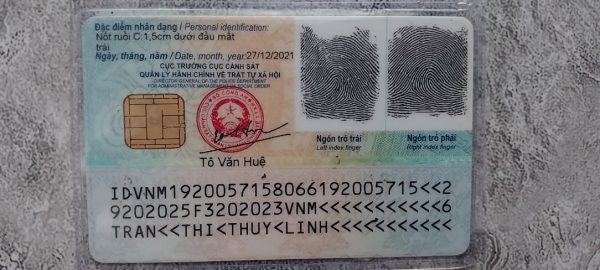 Đặc điểm nhân dạng / Personal identification:
Nốt ruồi C:1,5cm dưới đầu mắt
trái
Ngày, tháng, năm / Date, month, year: 27/12/2021
CỤC TRƯỞNG CỤC CẢNH SÁT
QUẢN LÝ HÀNH CHÍNH VỀ TRẬT TỰ XÃ HỘI
DIRECTOR GENERAL OF THE POLICE DEPARTMENT
FOR ADMINISTRATIVE MANAGEMENT OF SOCIAL ORDER
Tô Văn Huệ
Ngón trỏ trái
Left index finger
Ngón trỏ phải
Right index finger
IDVNM1920057158066192005715<<2
9202025F3202023VNM<<<<<<<<<<<6
TRAN<<THI<THUY<LINH<<<<<<<<<<<